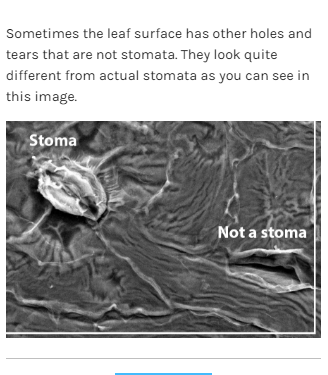 Sometimes the leaf surface has other holes and
tears that are not stomata. They look quite
different from actual stomata as you can see in
this image.
Stoma
Not a stoma